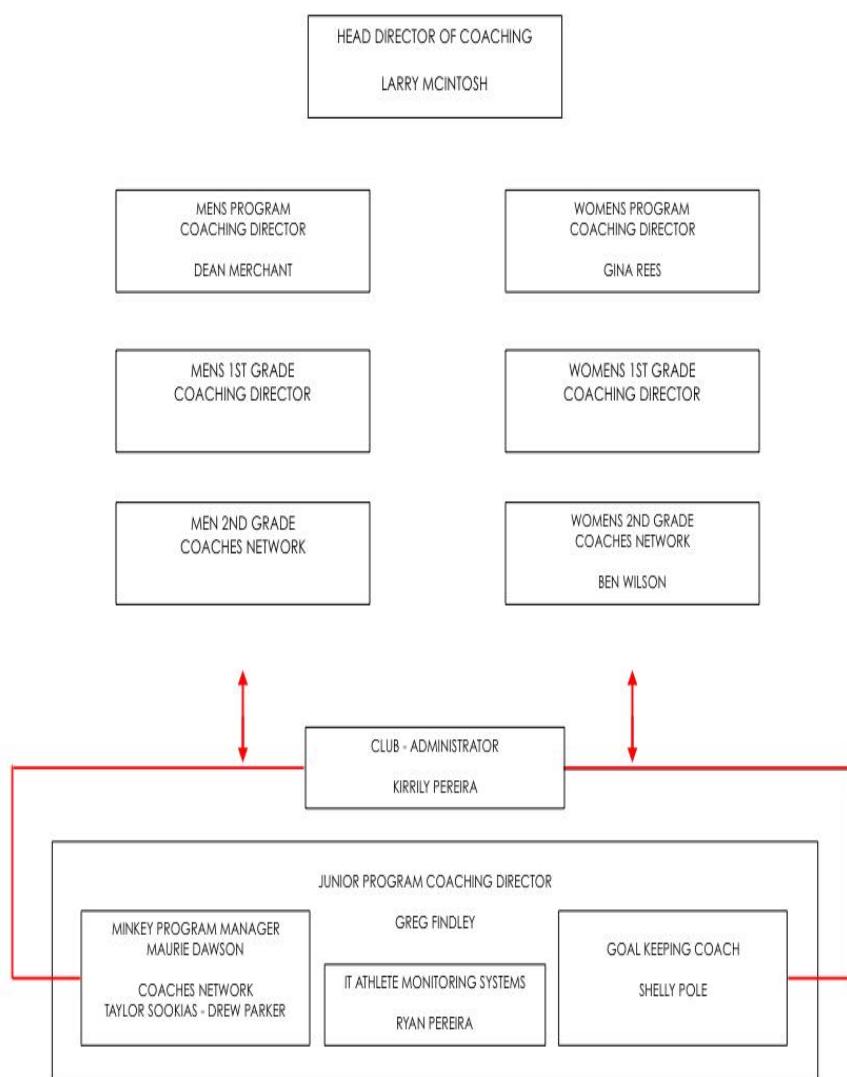 HEAD DIRECTOR OF COACHING
LARRY MCINTOSH
MENS PROGRAM
COACHING DIRECTOR
DEAN MERCHANT
WOMENS PROGRAM
COACHING DIRECTOR
GINA REES
MENS 1ST GRADE
COACHING DIRECTOR
WOMENS 1ST GRADE
COACHING DIRECTOR
MEN 2ND GRADE
COACHES NETWORK
WOMENS 2ND GRADE
COACHES NETWORK
BEN WILSON
CLUB - ADMINISTRATOR
KIRRILY PEREIRA
JUNIOR PROGRAM COACHING DIRECTOR
GREG FINDLEY
MINKEY PROGRAM MANAGER
MAURIE DAWSON
COACHES NETWORK
TAYLOR SOOKIAS - DREW PARKER
IT ATHLETE MONITORING SYSTEMS
RYAN PEREIRA
GOAL KEEPING COACH
SHELLY POLE